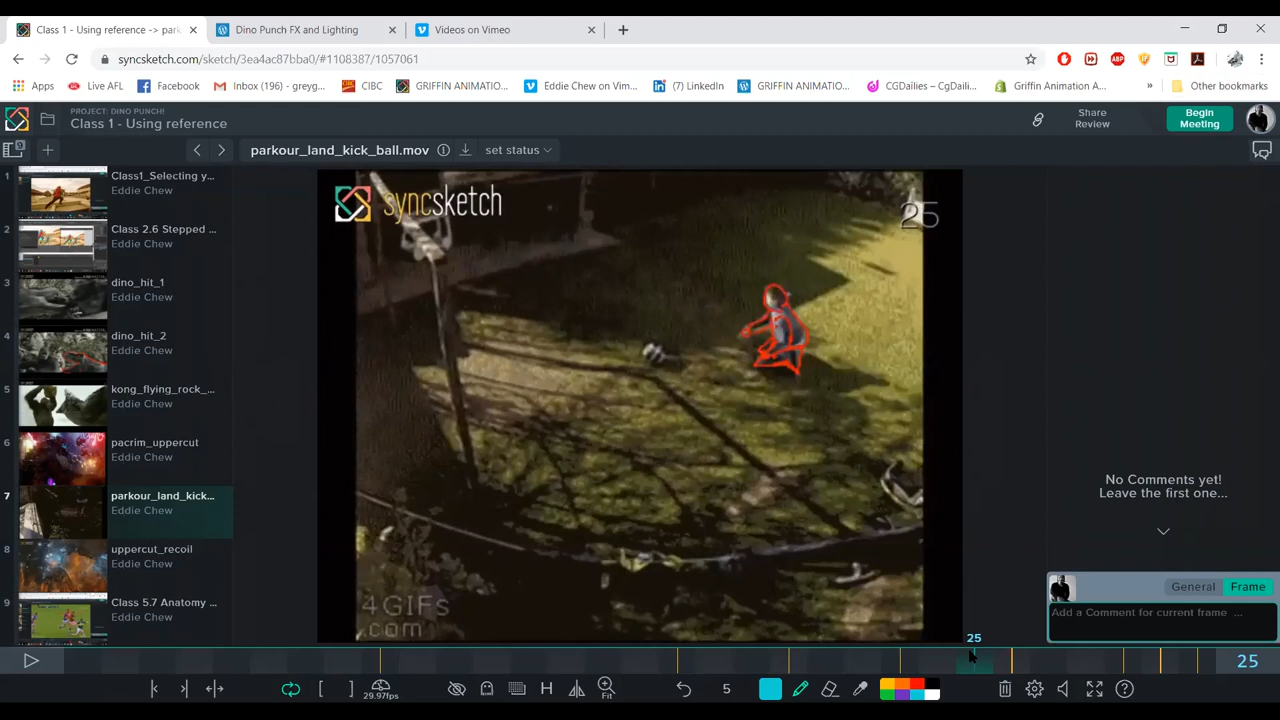 Class 1 - Using reference -> park
Dino Punch FX and Lighting
Videos on Vimeo
syncsketch.com/sketch/3ea4ac87bba0/#1108387/1057061
Apps
Live AFL
Facebook
Inbox (196) - greyg...
CIBC
GRIFFIN ANIMATIO...
Eddie Chew on Vim...
(7) LinkedIn
GRIFFIN ANIMATIO...
CGDailies – CgDaili...
Griffin Animation A...
»
Other bookmarks
PROJECT: DINO PUNCH!
Class 1 - Using reference
Share Review
Begin Meeting
9
parkour_land_kick_ball.mov
set status
1
Class1_Selecting y...
Eddie Chew
2
Class 2.6 Stepped ...
Eddie Chew
3
dino_hit_1
Eddie Chew
4
dino_hit_2
Eddie Chew
5
kong_flying_rock_...
Eddie Chew
6
pacrim_uppercut
Eddie Chew
7
parkour_land_kick...
Eddie Chew
8
uppercut_recoil
Eddie Chew
9
Class 5.7 Anatomy ...
Eddie Chew
syncsketch
25
4GIFs
.com
No Comments yet!
Leave the first one...
General
Frame
Add a Comment for current frame ...
25
25
29.97fps
H
Fit
5